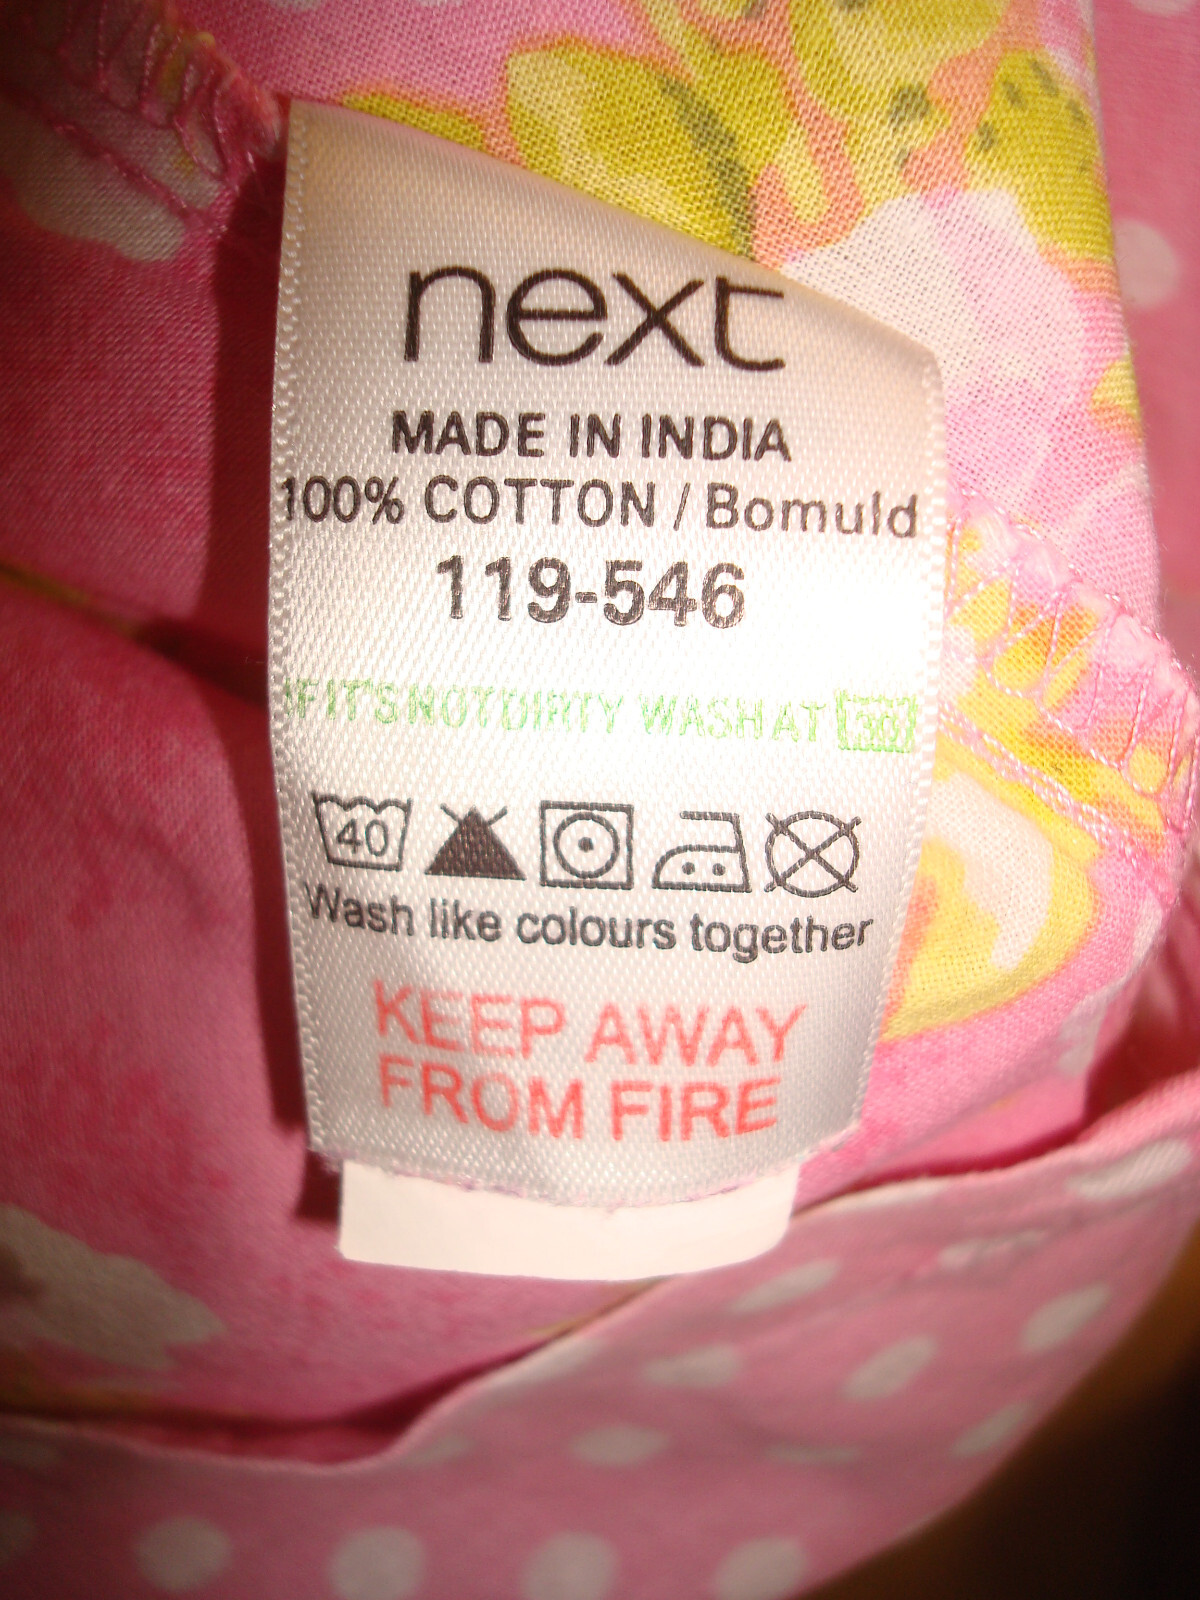 next
MADE IN INDIA
100% COTTON / Bomuld
119-546
IF IT'S NOT DIRTY WASH AT 30
40
Wash like colours together
KEEP AWAY
FROM FIRE